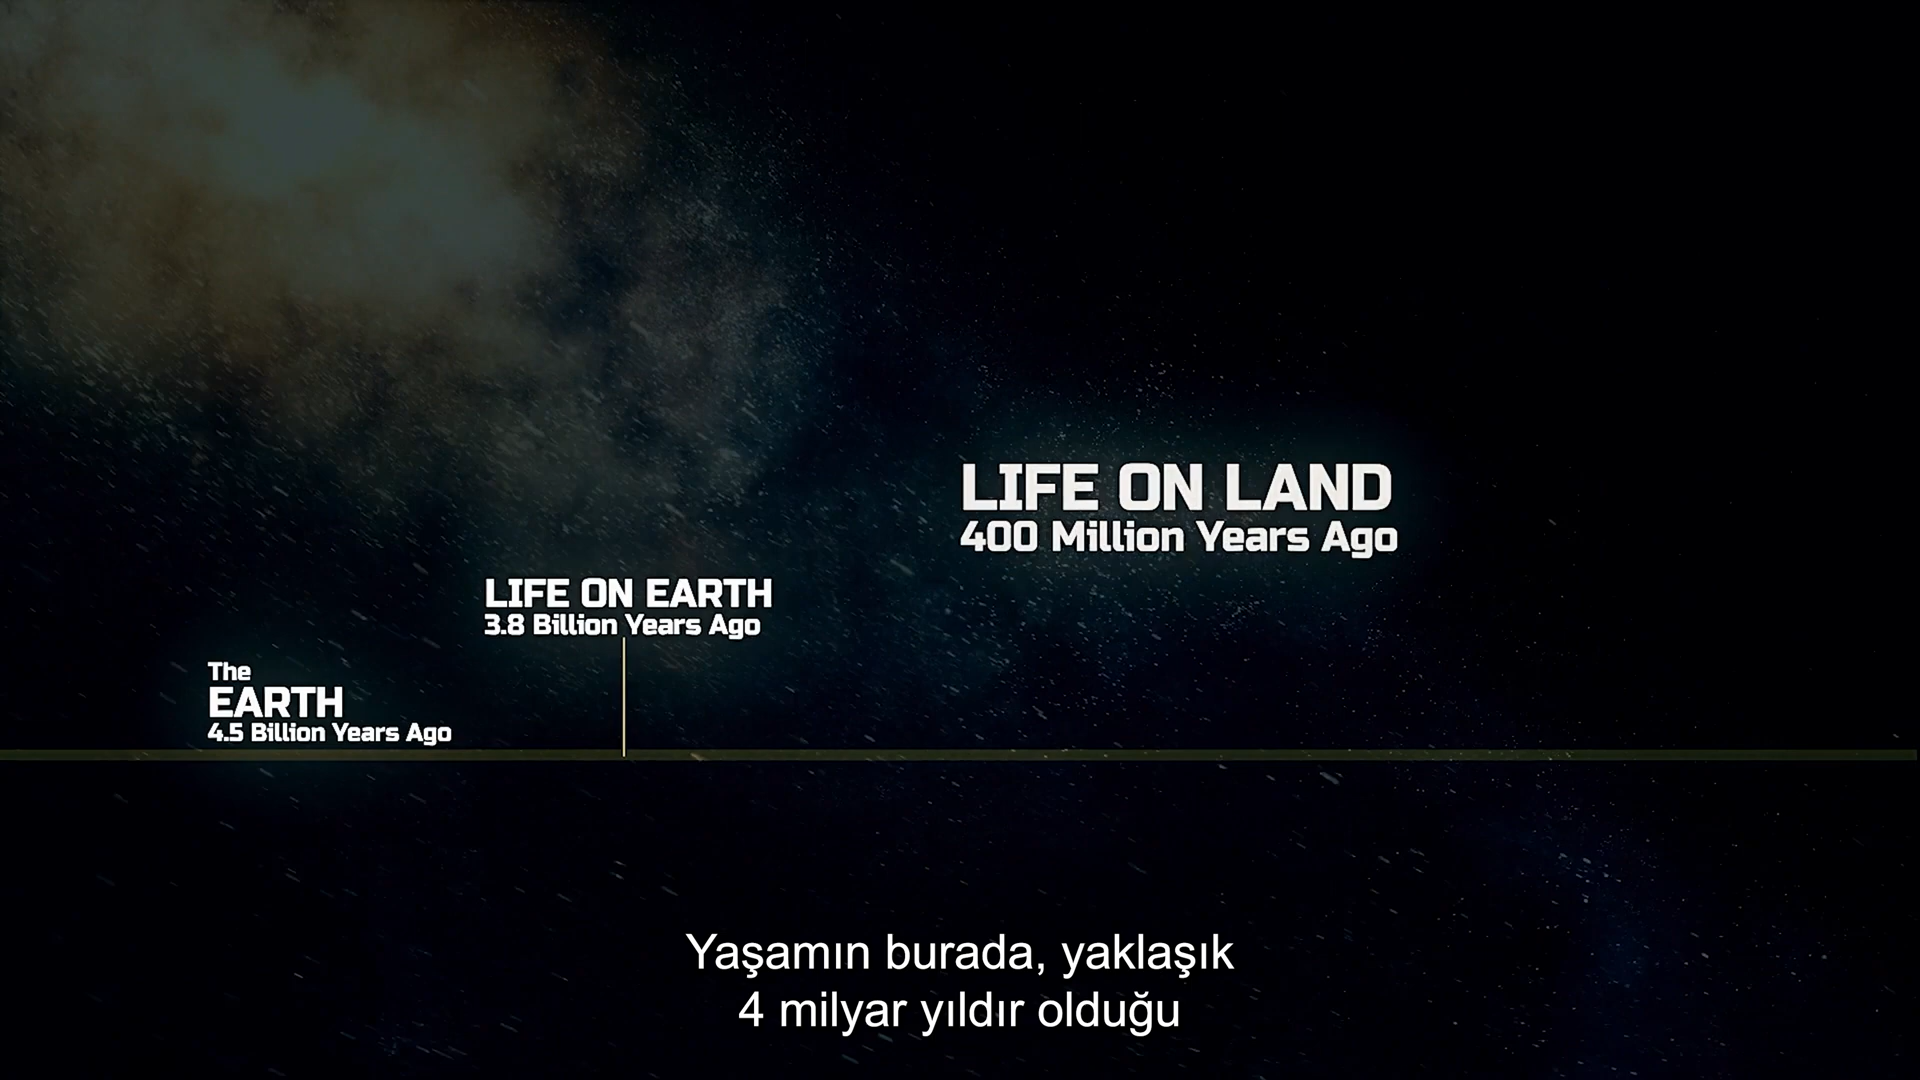 LIFE ON LAND
400 Million Years Ago
LIFE ON EARTH
3.8 Billion Years Ago
The
EARTH
4.5 Billion Years Ago
Yaşamın burada, yaklaşık
4 milyar yıldır olduğu